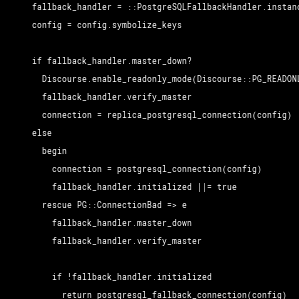 fallback_handler = ::PostgreSQLFallbackHandler.instanc
config = config.symbolize_keys
if fallback_handler.master_down?
Discourse.enable_readonly_mode(Discourse::PG_READONL
fallback_handler.verify_master
connection = replica_postgresql_connection(config)
else
begin
connection = postgresql_connection(config)
fallback_handler.initialized ||= true
rescue PG::ConnectionBad => e
fallback_handler.master_down
fallback_handler.verify_master
if !fallback_handler.initialized
return postgresql_fallback_connection(config)